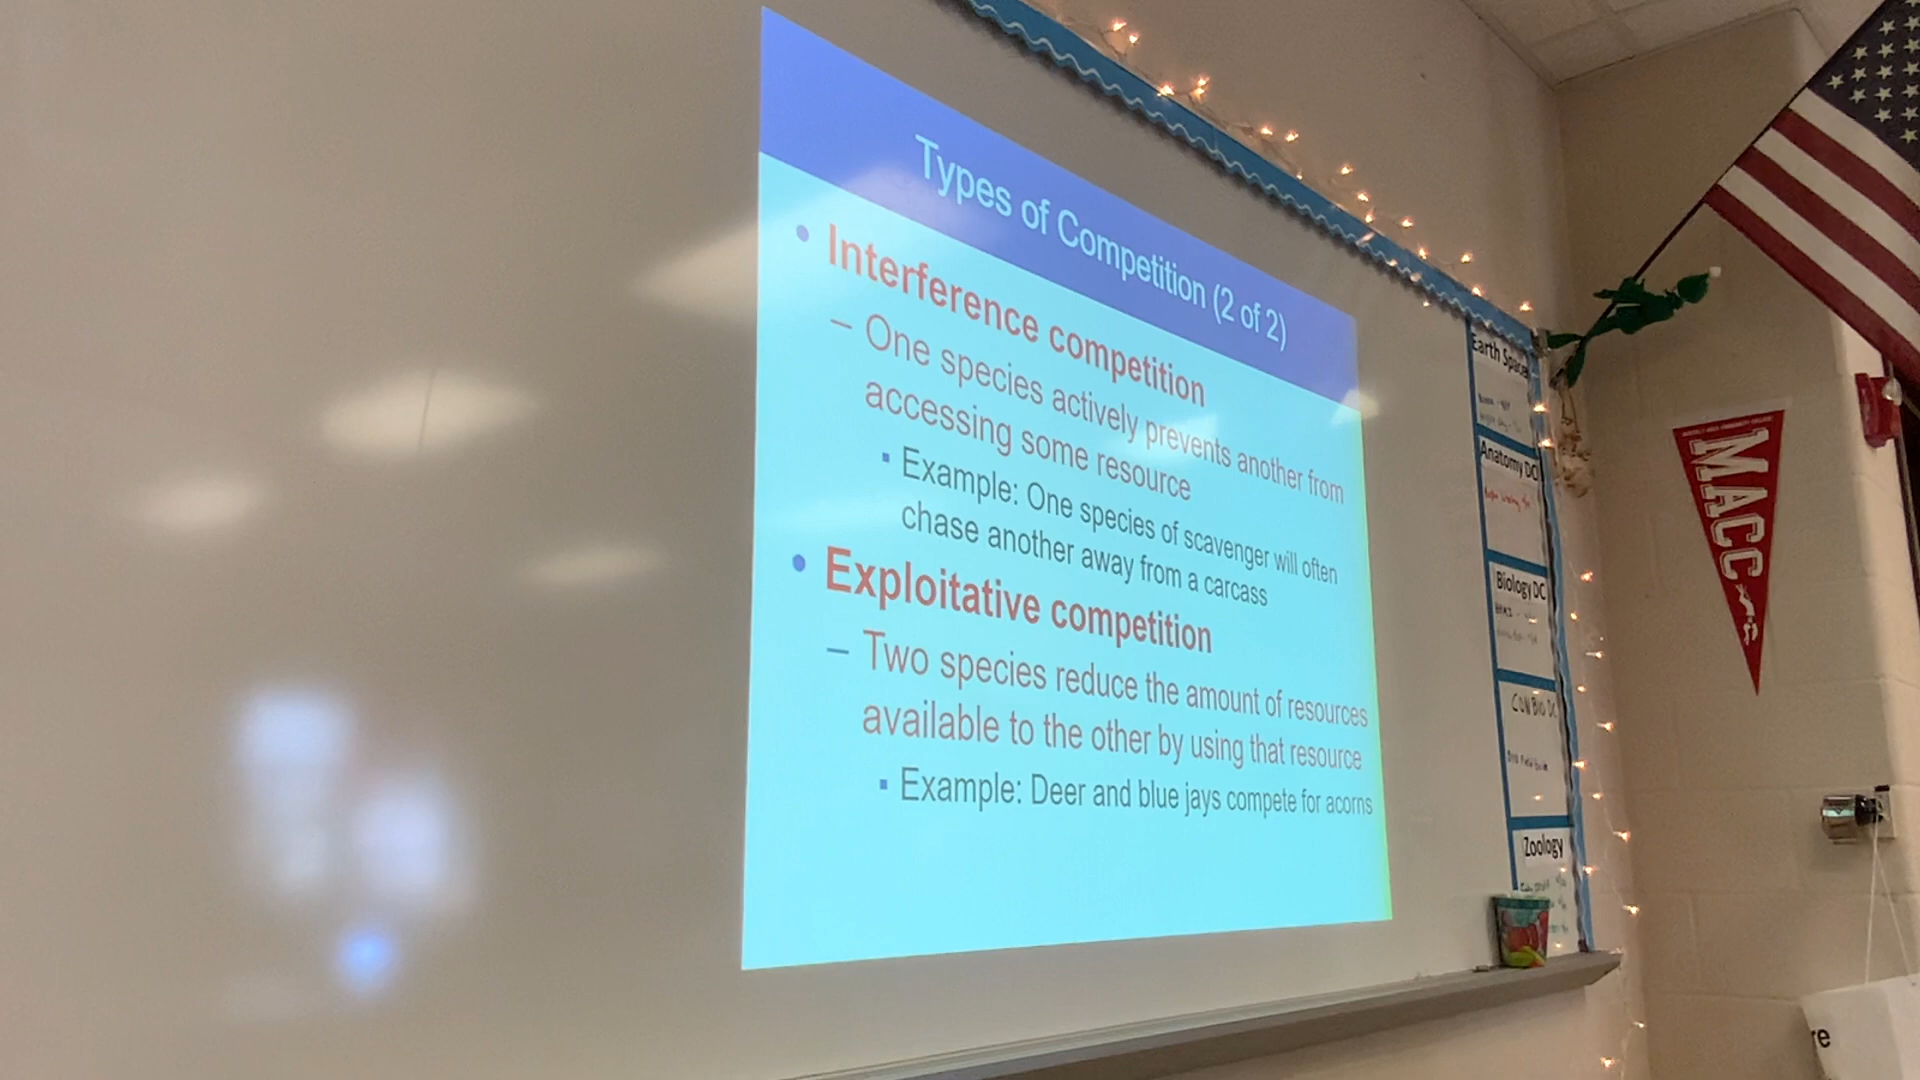 Types of Competition (2 of 2)
• Interference competition
– One species actively prevents another from
accessing some resource
▪ Example: One species of scavenger will often
chase another away from a carcass
• Exploitative competition
– Two species reduce the amount of resources
available to the other by using that resource
▪ Example: Deer and blue jays compete for acorns
Earth Space
Anatomy DC
Biology DC
Con Bio DC
Zoology
MACC
re